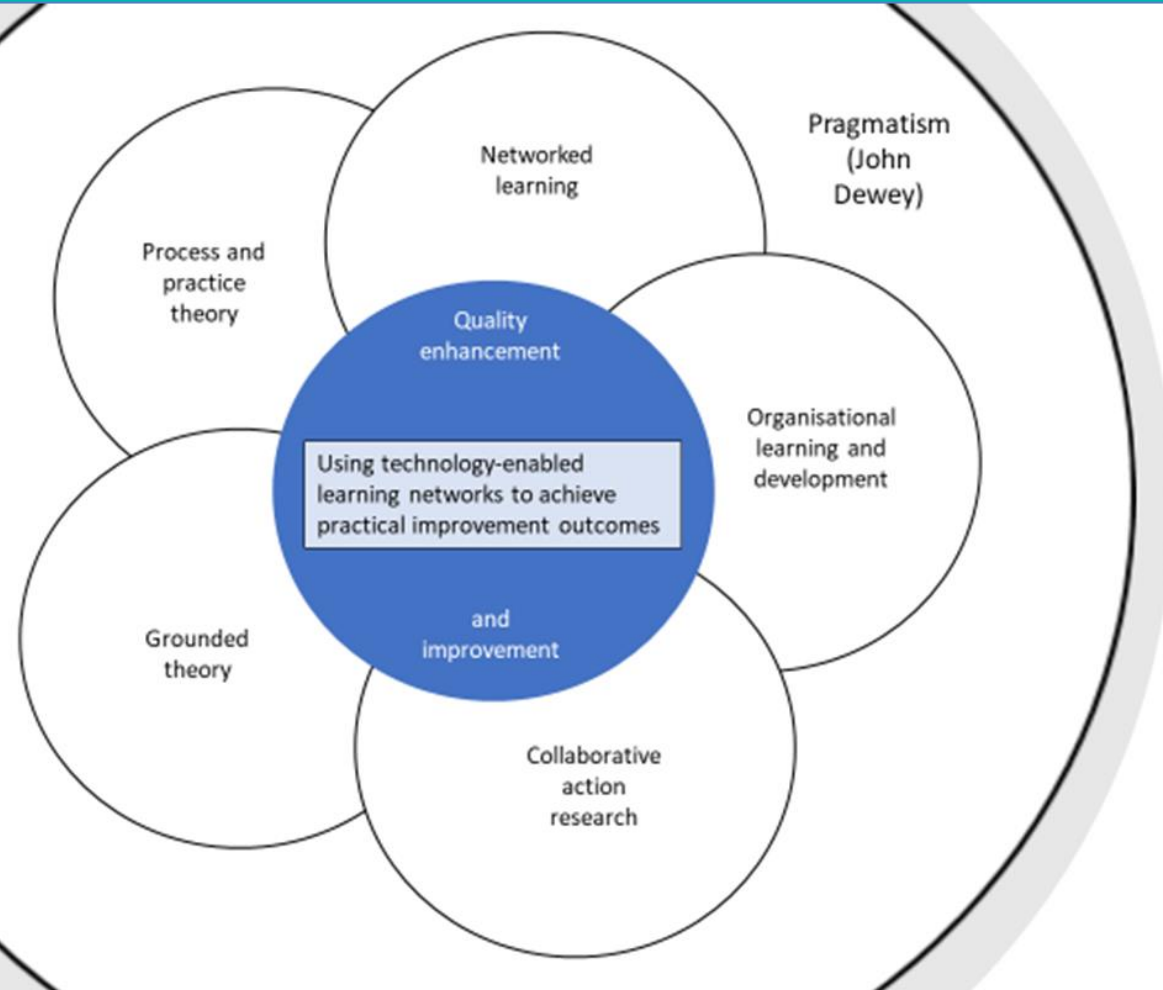 Networked
learning
Pragmatism
(John
Dewey)
Process and
practice
theory
Quality
enhancement
Organisational
learning and
development
Using technology-enabled
learning networks to achieve
practical improvement outcomes
and
improvement
Grounded
theory
Collaborative
action
research